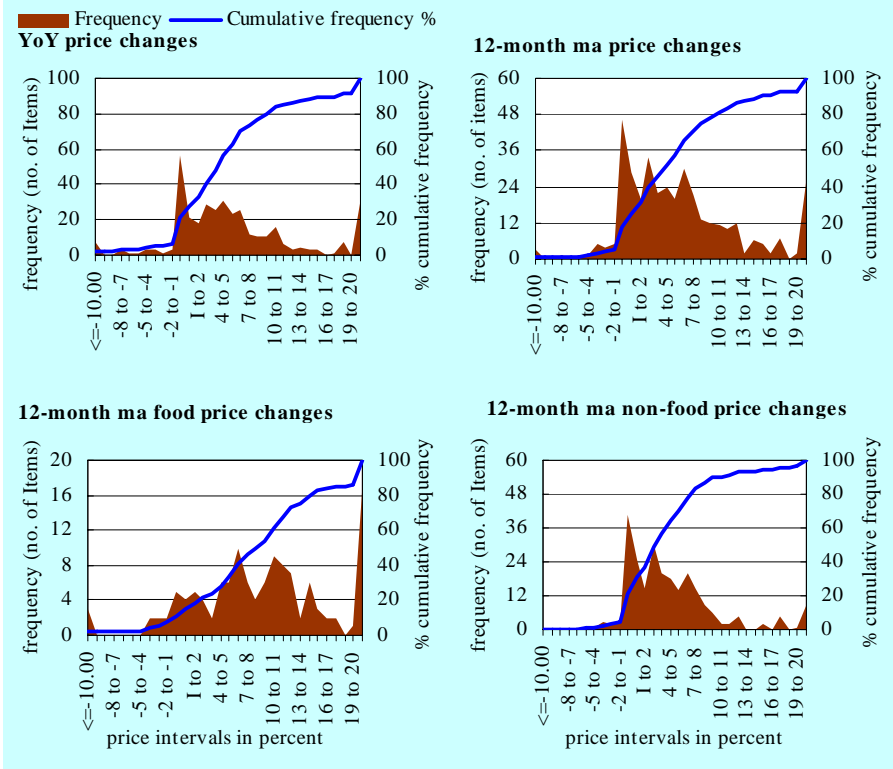 Frequency Cumulative frequency %
YoY price changes
frequency (no. of Items)
100
80
60
40
20
0
100
80
60
40
20
0
% cumulative frequency
<=-10.00
-8 to -7
-5 to -4
-2 to -1
I to 2
4 to 5
7 to 8
10 to 11
13 to 14
16 to 17
19 to 20
12-month ma price changes
frequency (no. of items)
60
48
36
24
12
0
100
80
60
40
20
0
% cumulative frequency
<=-10.00
-8 to -7
-5 to -4
-2 to -1
I to 2
4 to 5
7 to 8
10 to 11
13 to 14
16 to 17
19 to 20
12-month ma food price changes
frequency (no. of Items)
20
16
12
8
4
0
100
80
60
40
20
0
% cumulative frequency
<=-10.00
-8 to -7
-5 to -4
-2 to -1
I to 2
4 to 5
7 to 8
10 to 11
13 to 14
16 to 17
19 to 20
price intervals in percent
12-month ma non-food price changes
frequency (no. of Items)
60
48
36
24
12
0
100
80
60
40
20
0
% cumulative frequency
<=-10.00
-8 to -7
-5 to -4
-2 to -1
I to 2
4 to 5
7 to 8
10 to 11
13 to 14
16 to 17
19 to 20
price intervals in percent